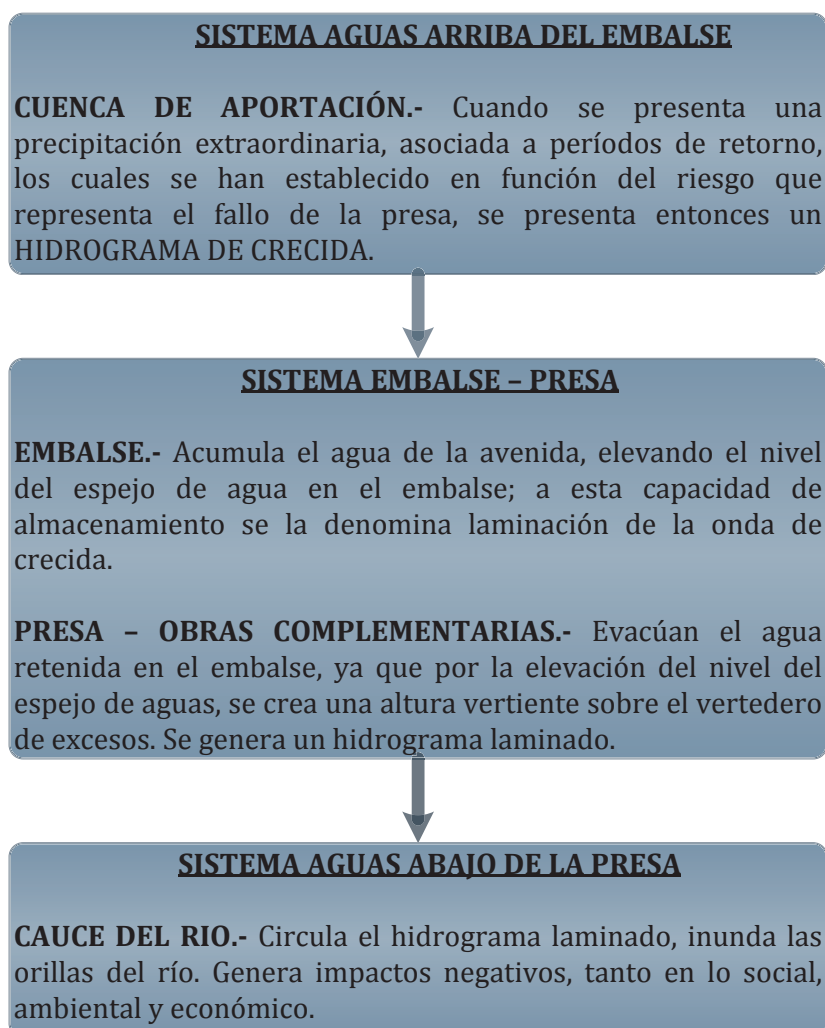 SISTEMA AGUAS ARRIBA DEL EMBALSE
CUENCA DE APORTACIÓN.- Cuando se presenta una
precipitación extraordinaria, asociada a períodos de retorno,
los cuales se han establecido en función del riesgo que
representa el fallo de la presa, se presenta entonces un
HIDROGRAMA DE CRECIDA.
SISTEMA EMBALSE – PRESA
EMBALSE.- Acumula el agua de la avenida, elevando el nivel
del espejo de agua en el embalse; a esta capacidad de
almacenamiento se la denomina laminación de la onda de
crecida.
PRESA – OBRAS COMPLEMENTARIAS.- Evacúan el agua
retenida en el embalse, ya que por la elevación del nivel del
espejo de aguas, se crea una altura vertiente sobre el vertedero
de excesos. Se genera un hidrograma laminado.
SISTEMA AGUAS ABAJO DE LA PRESA
CAUCE DEL RIO.- Circula el hidrograma laminado, inunda las
orillas del río. Genera impactos negativos, tanto en lo social,
ambiental y económico.